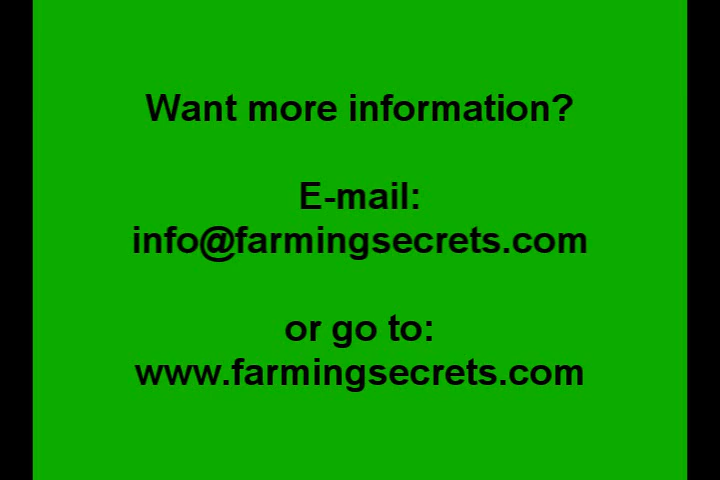 Want more information?
E-mail:
info@farmingsecrets.com
or go to:
www.farmingsecrets.com